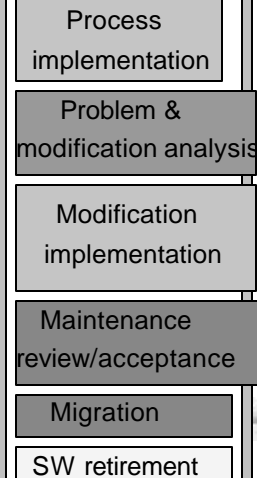 Process
implementation
Problem &
modification analysis
Modification
implementation
Maintenance
review/acceptance
Migration
SW retirement